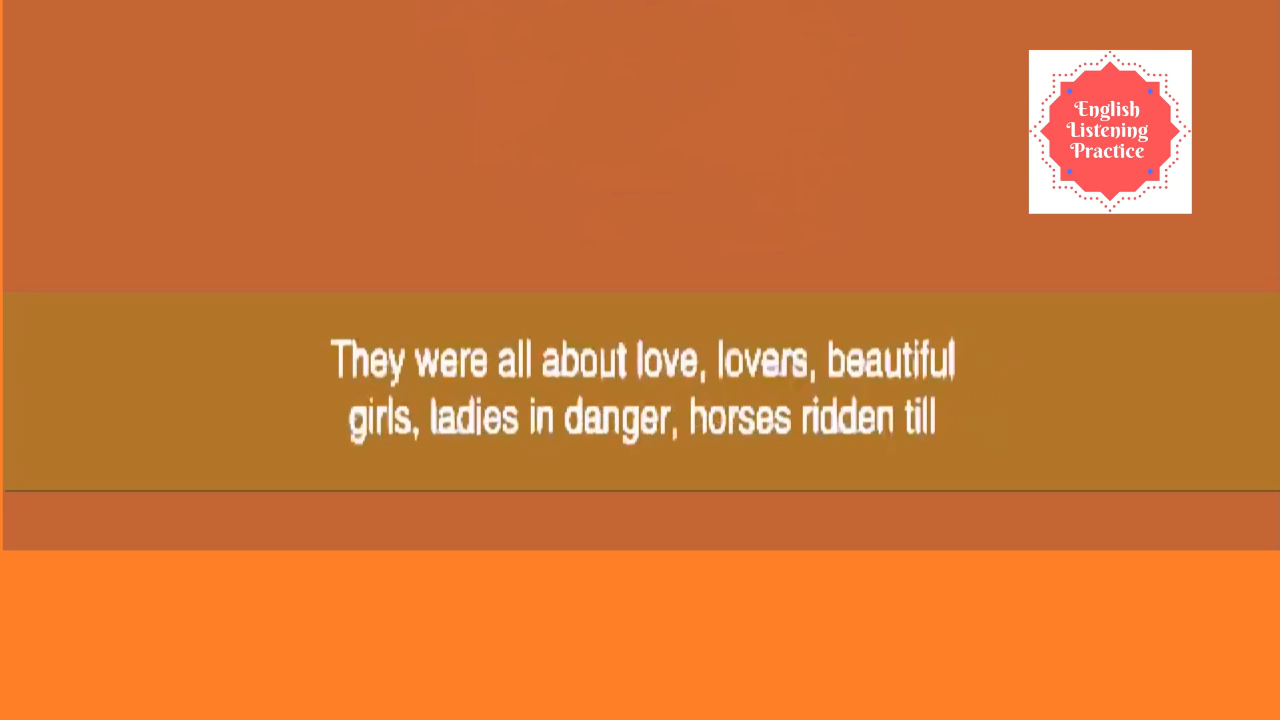 English
Listening
Practice
They were all about love, lovers, beautiful
girls, ladies in danger, horses ridden till